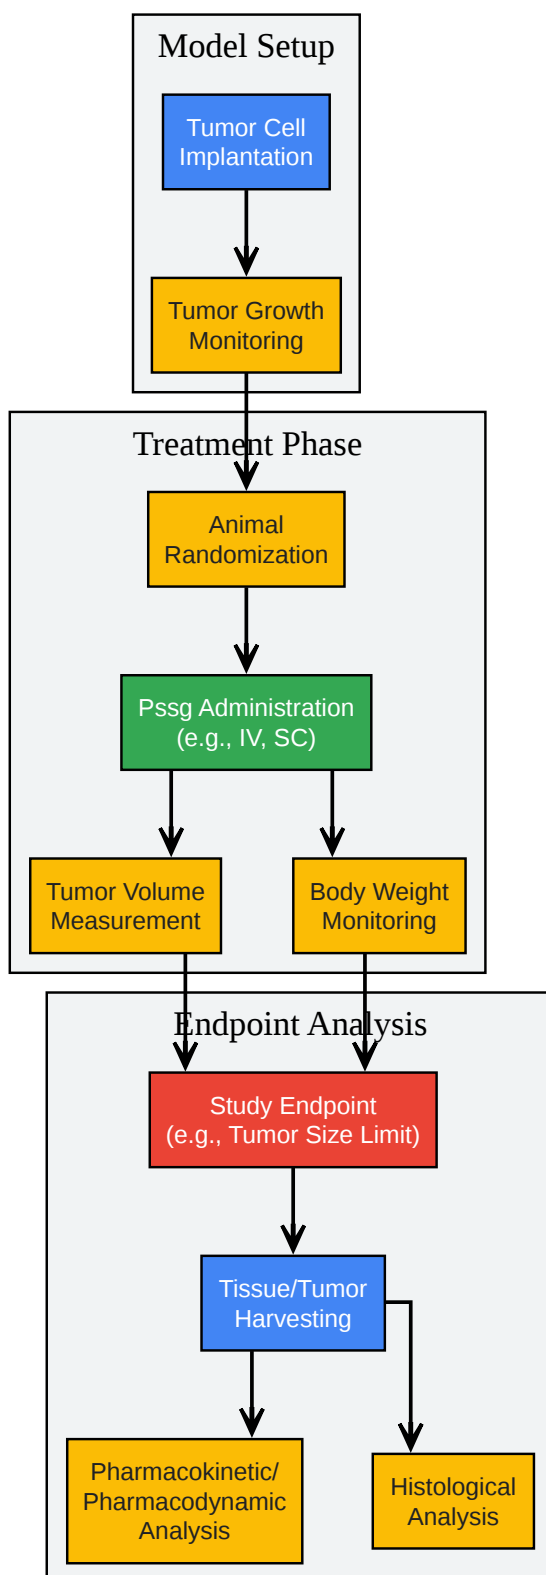 Model Setup
Tumor Cell
Implantation
Tumor Growth
Monitoring
Treatment Phase
Animal
Randomization
Pssg Administration
(e.g., IV, SC)
Tumor Volume
Measurement
Body Weight
Monitoring
Endpoint Analysis
Study Endpoint
(e.g., Tumor Size Limit)
Tissue/Tumor
Harvesting
Pharmacokinetic/
Pharmacodynamic
Analysis
Histological
Analysis